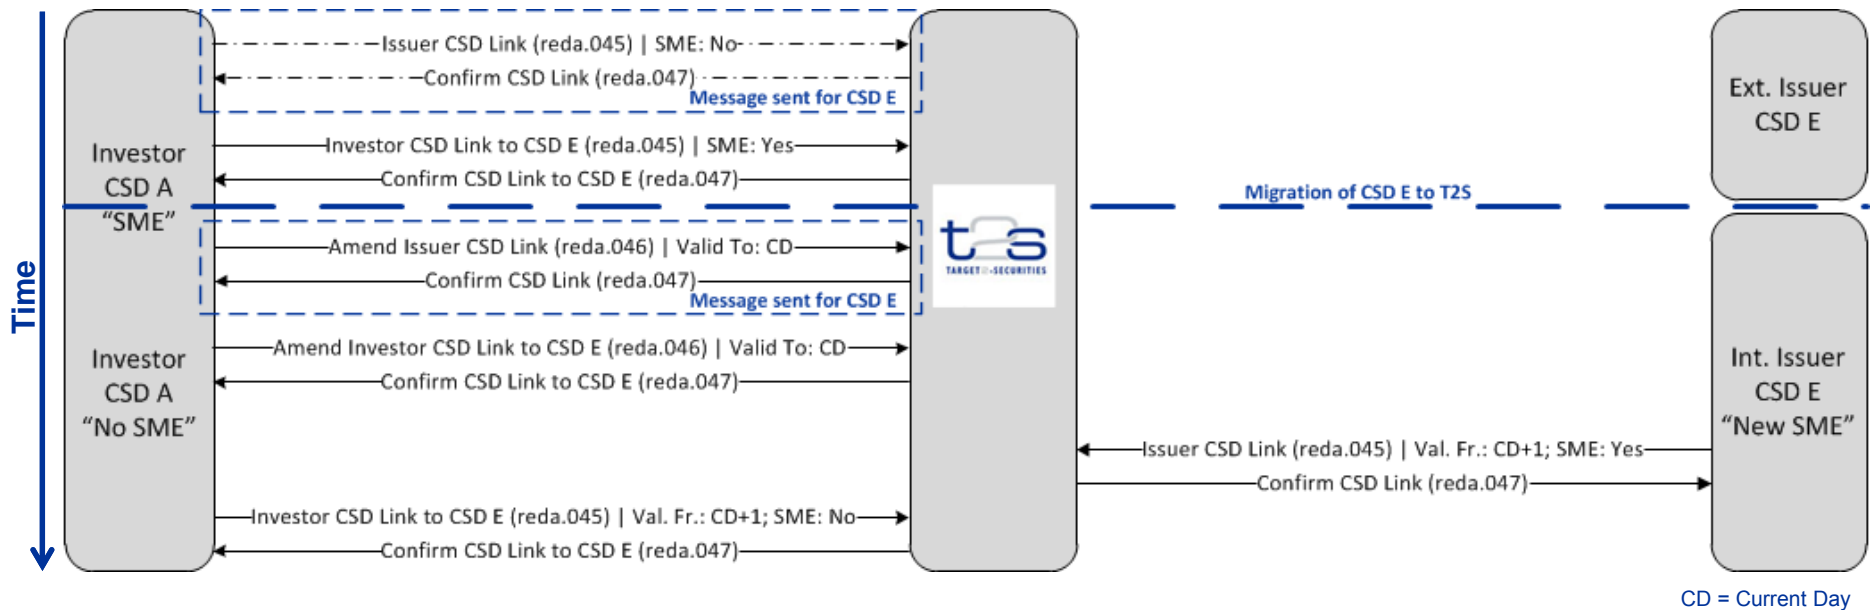 Issuer CSD Link (reda.045) | SME: No
Confirm CSD Link (reda.047)
Message sent for CSD E
Investor CSD Link to CSD E (reda.045) | SME: Yes
Confirm CSD Link to CSD E (reda.047)
Investor
CSD A
“SME”
Ext. Issuer
CSD E
Migration of CSD E to T2S
t2s
TARGET2-SECURITIES
Time
Amend Issuer CSD Link (reda.046) | Valid To: CD
Confirm CSD Link (reda.047)
Message sent for CSD E
Amend Investor CSD Link to CSD E (reda.046) | Valid To: CD
Confirm CSD Link to CSD E (reda.047)
Investor
CSD A
“No SME”
Int. Issuer
CSD E
“New SME”
Issuer CSD Link (reda.045) | Val. Fr.: CD+1; SME: Yes
Confirm CSD Link (reda.047)
Investor CSD Link to CSD E (reda.045) | Val. Fr.: CD+1; SME: No
Confirm CSD Link to CSD E (reda.047)
CD = Current Day